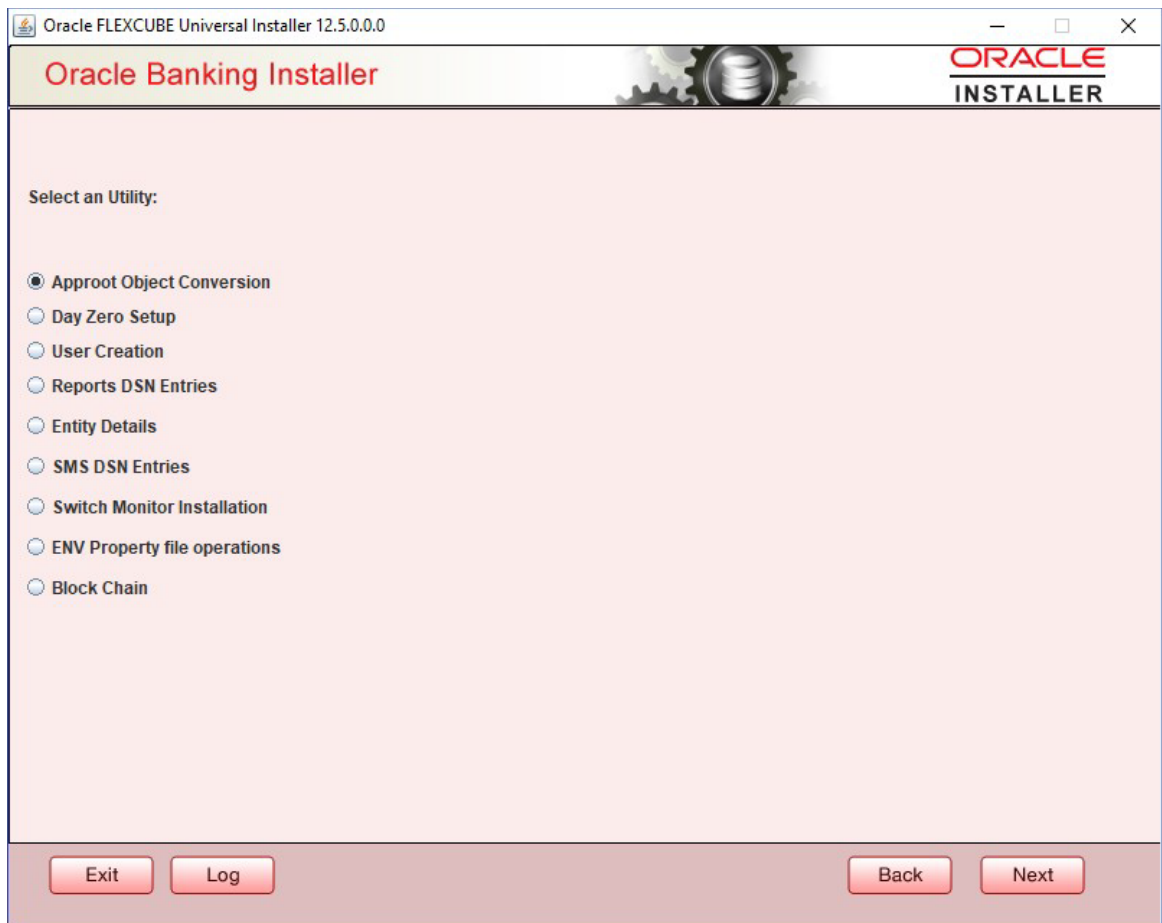 Oracle FLEXCUBE Universal Installer 12.5.0.0.0
Oracle Banking Installer
ORACLE
INSTALLER
Select an Utility:
Approot Object Conversion
Day Zero Setup
User Creation
Reports DSN Entries
Entity Details
SMS DSN Entries
Switch Monitor Installation
ENV Property file operations
Block Chain
Exit
Log
Back
Next